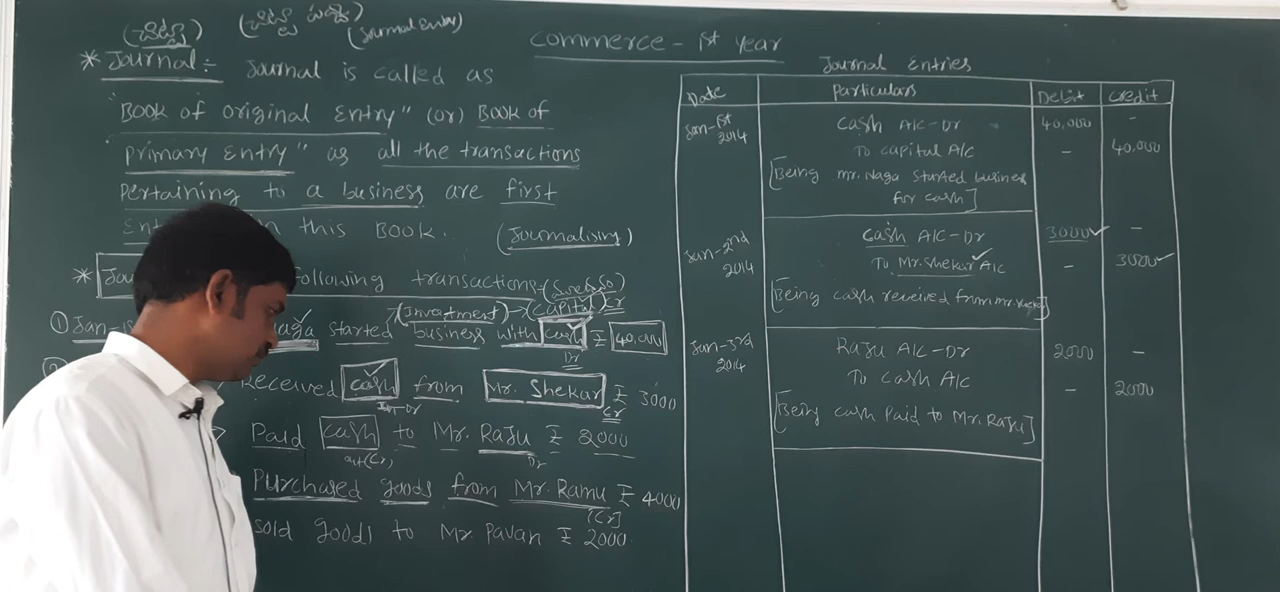 commerce - 1st year
(Journal Entry)
*Journal :- Journal is called as
"BOOK of original Entry" (or) BOOK of
primary Entry" as all the transactions
Pertaining to a business are first
this BOOK. (Journalising)
* following transactions
(Investment) → (capital) Cr
① Jan-1s started business with cash ₹ 40,000
Dr
Received cash from Mr. Shekar ₹ 3000
In-Dr Cr
Paid cash to Mr. Raju ₹ 2000
out(Cr) Dr
Purchased goods from Mr. Ramu ₹ 4000
[Cr]
sold goods to Mr. Pavan ₹ 2000
Journal Entries
Date Particulars Debit Credit
Jan-1st 2014 Cash A/C-Dr 40,000 -
To capital A/C - 40,000
[Being mr. Naga started business
for cash]
Jan-2nd 2014 Cash A/C-Dr 3000 -
To Mr. Shekar A/C - 3000
[Being cash received from mr.
Jan-3rd 2014 Raju A/C-Dr 2000 -
To cash A/C - 2000
[Being cash Paid to Mr. Raju]